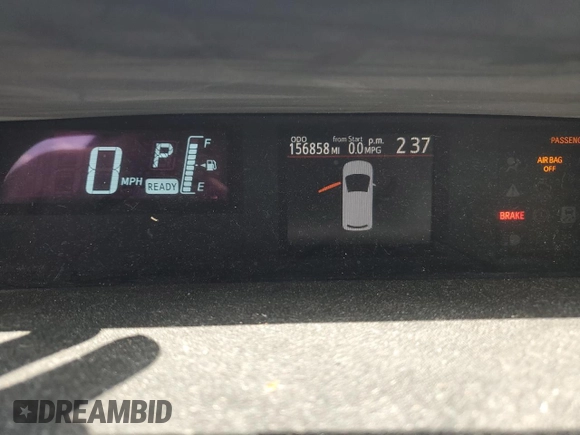 0 MPH
P
READY
F
E
ODO from Start p.m.
156858 MI 0.0 MPG 2 37
PASSENG
AIR BAG
OFF
BRAKE
DREAMBID